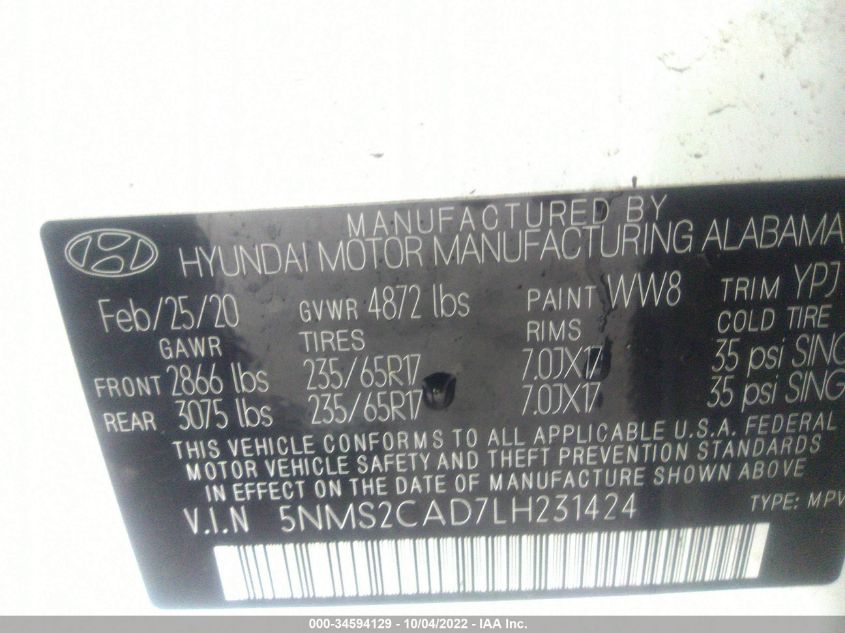 MANUFACTURED BY
HYUNDAI MOTOR MANUFACTURING ALABAMA
Feb/25/20 GVWR 4872 lbs PAINT WW8 TRIM YPJ
GAWR TIRES RIMS COLD TIRE
FRONT 2866 lbs 235/65R17 7.0JX17 35 psi SING
REAR 3075 lbs 235/65R17 7.0JX17 35 psi SING
THIS VEHICLE CONFORMS TO ALL APPLICABLE U.S.A. FEDERAL
MOTOR VEHICLE SAFETY AND THEFT PREVENTION STANDARDS
IN EFFECT ON THE DATE OF MANUFACTURE SHOWN ABOVE
V.I.N 5NMS2CAD7LH231424 TYPE: MPV
000-34594129 - 10/04/2022 - IAA Inc.